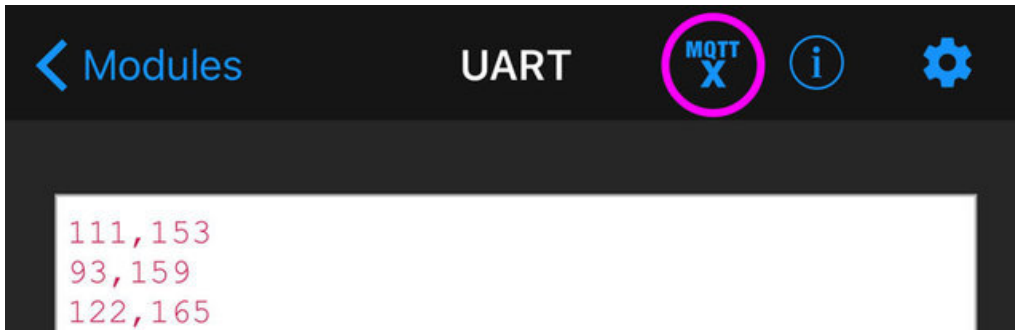 Modules
UART
MQTT
X
i
111,153
93,159
122,165